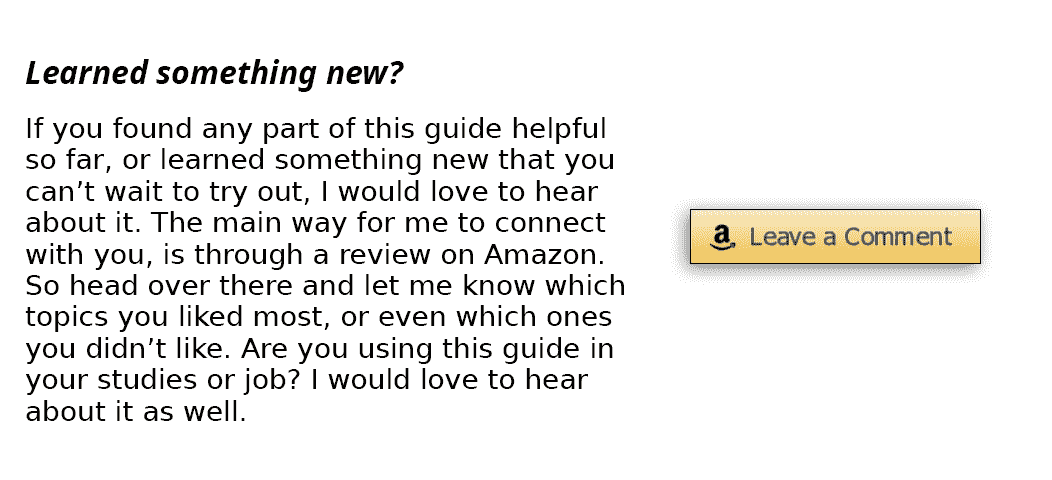 Learned something new?
If you found any part of this guide helpful
so far, or learned something new that you
can’t wait to try out, I would love to hear
about it. The main way for me to connect
with you, is through a review on Amazon.
So head over there and let me know which
topics you liked most, or even which ones
you didn’t like. Are you using this guide in
your studies or job? I would love to hear
about it as well.
a Leave a Comment